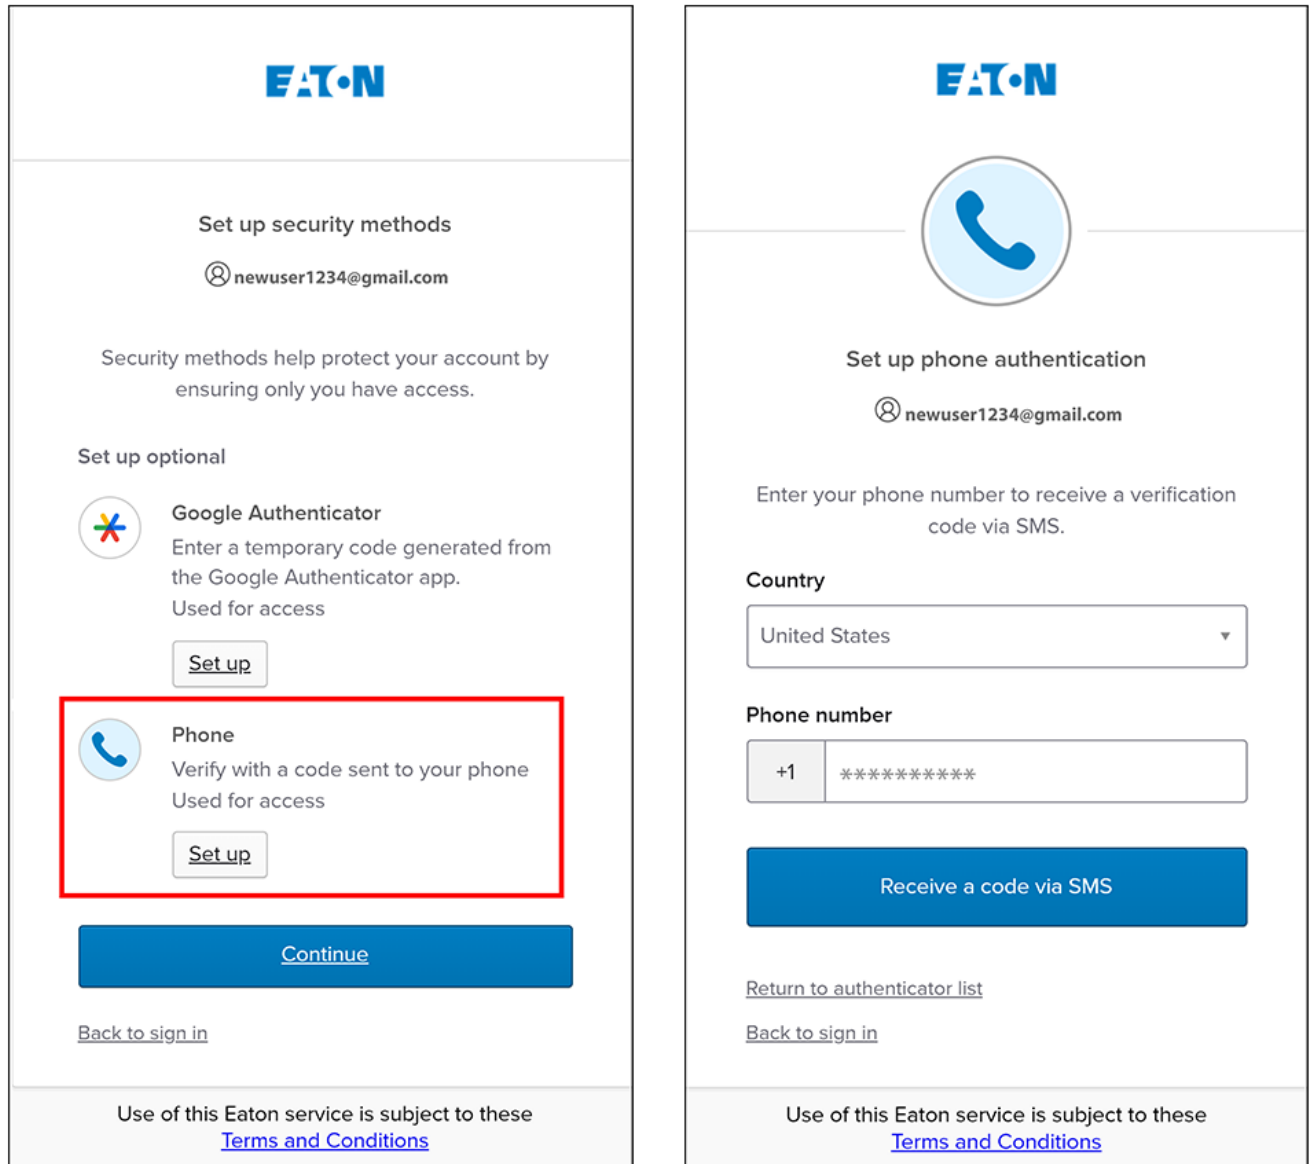 EATON
Set up security methods
newuser1234@gmail.com
Security methods help protect your account by
ensuring only you have access.
Set up optional
Google Authenticator
Enter a temporary code generated from
the Google Authenticator app.
Used for access
Set up
Phone
Verify with a code sent to your phone
Used for access
Set up
Continue
Back to sign in
Use of this Eaton service is subject to these
Terms and Conditions
EATON
Set up phone authentication
newuser1234@gmail.com
Enter your phone number to receive a verification
code via SMS.
Country
United States
Phone number
+1 **********
Receive a code via SMS
Return to authenticator list
Back to sign in
Use of this Eaton service is subject to these
Terms and Conditions